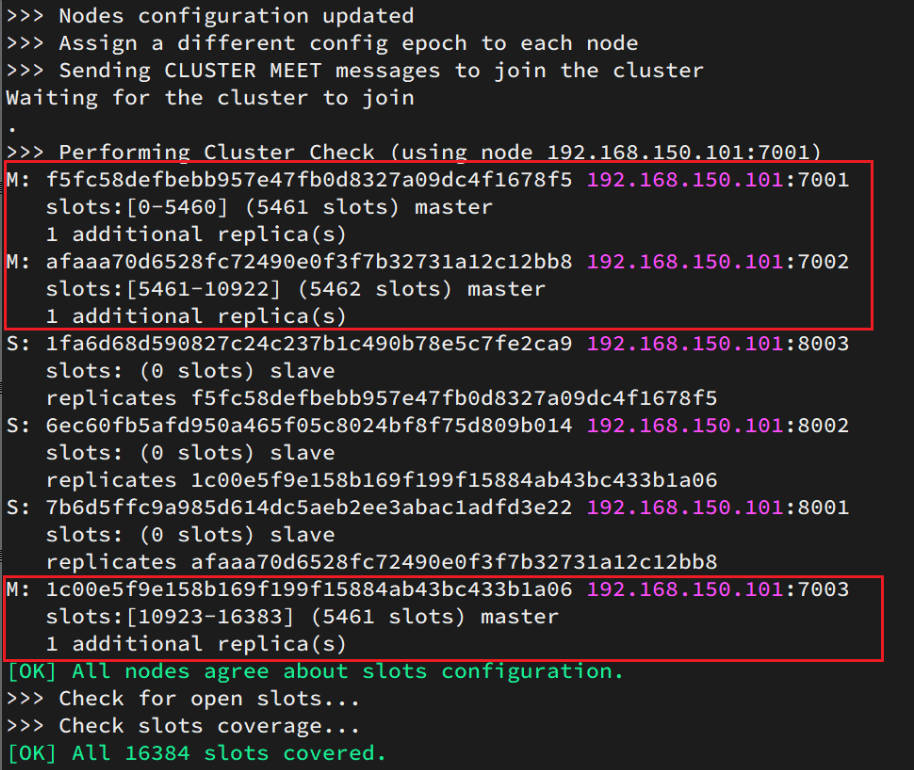 >>> Nodes configuration updated
>>> Assign a different config epoch to each node
>>> Sending CLUSTER MEET messages to join the cluster
Waiting for the cluster to join
.
>>> Performing Cluster Check (using node 192.168.150.101:7001)
M: f5fc58defbebb957e47fb0d8327a09dc4f1678f5 192.168.150.101:7001
   slots:[0-5460] (5461 slots) master
   1 additional replica(s)
M: afaaa70d6528fc72490e0f3f7b32731a12c12bb8 192.168.150.101:7002
   slots:[5461-10922] (5462 slots) master
   1 additional replica(s)
S: 1fa6d68d590827c24c237b1c490b78e5c7fe2ca9 192.168.150.101:8003
   slots: (0 slots) slave
   replicates f5fc58defbebb957e47fb0d8327a09dc4f1678f5
S: 6ec60fb5afd950a465f05c8024bf8f75d809b014 192.168.150.101:8002
   slots: (0 slots) slave
   replicates 1c00e5f9e158b169f199f15884ab43bc433b1a06
S: 7b6d5ffc9a985d614dc5aeb2ee3abac1adfd3e22 192.168.150.101:8001
   slots: (0 slots) slave
   replicates afaaa70d6528fc72490e0f3f7b32731a12c12bb8
M: 1c00e5f9e158b169f199f15884ab43bc433b1a06 192.168.150.101:7003
   slots:[10923-16383] (5461 slots) master
   1 additional replica(s)
[OK] All nodes agree about slots configuration.
>>> Check for open slots...
>>> Check slots coverage...
[OK] All 16384 slots covered.